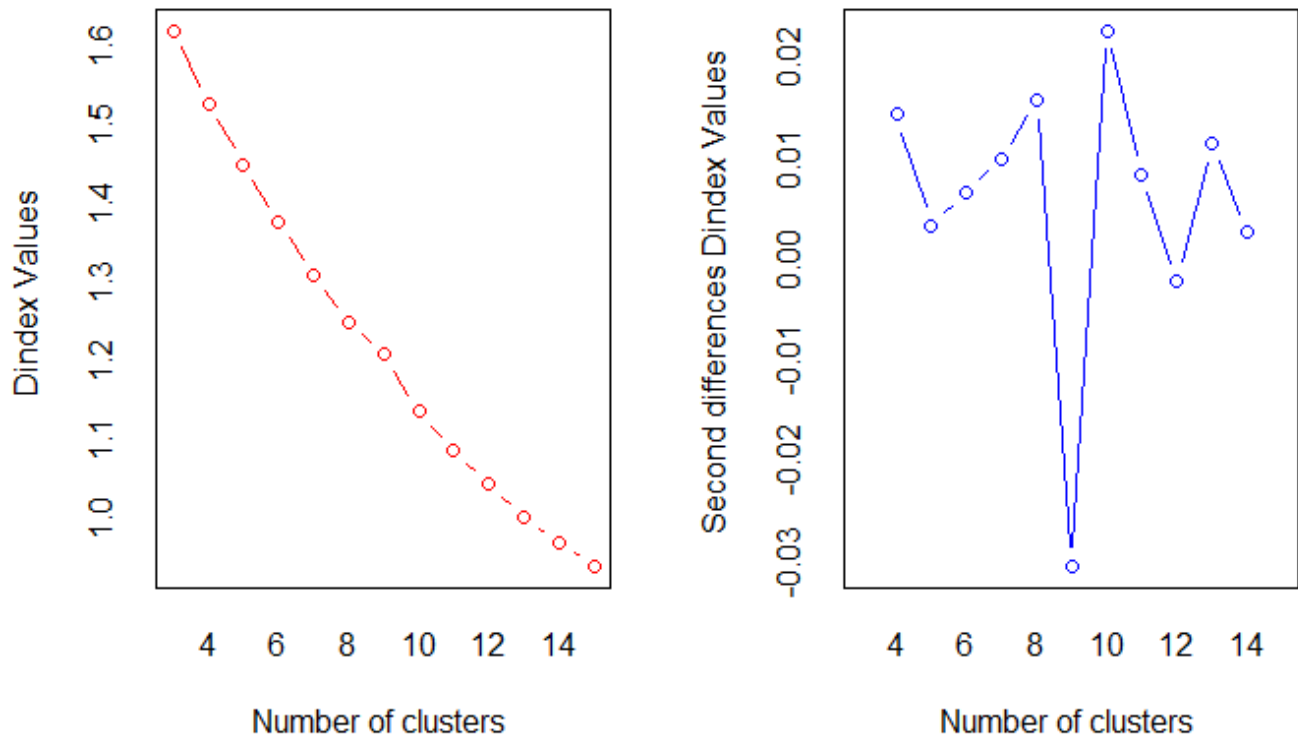 Dindex Values
1.6
1.5
1.4
1.3
1.2
1.1
1.0
4 6 8 10 12 14
Number of clusters
Second differences Dindex Values
0.02
0.01
0.00
-0.01
-0.02
-0.03
4 6 8 10 12 14
Number of clusters